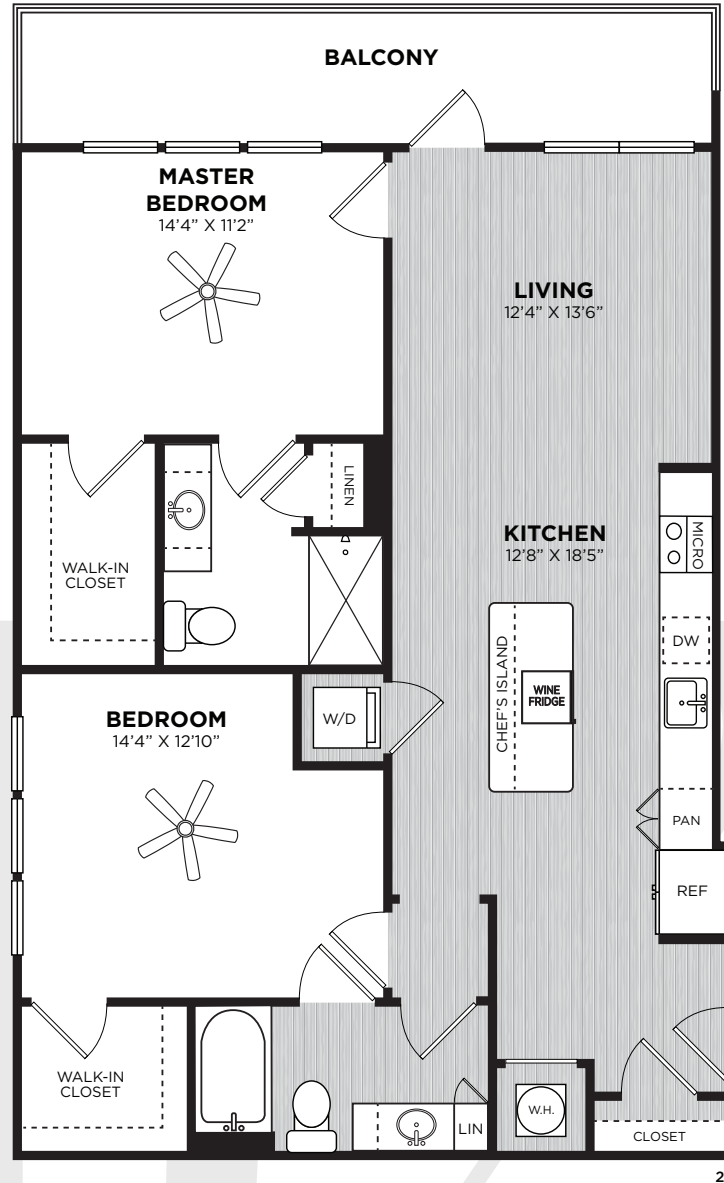 BALCONY
MASTER
BEDROOM
14'4" X 11'2"
LIVING
12'4" X 13'6"
LINEN
WALK-IN
CLOSET
KITCHEN
12'8" X 18'5"
MICRO
DW
CHEF'S ISLAND
WINE
FRIDGE
W/D
BEDROOM
14'4" X 12'10"
PAN
REF
WALK-IN
CLOSET
LIN
W.H.
CLOSET
2